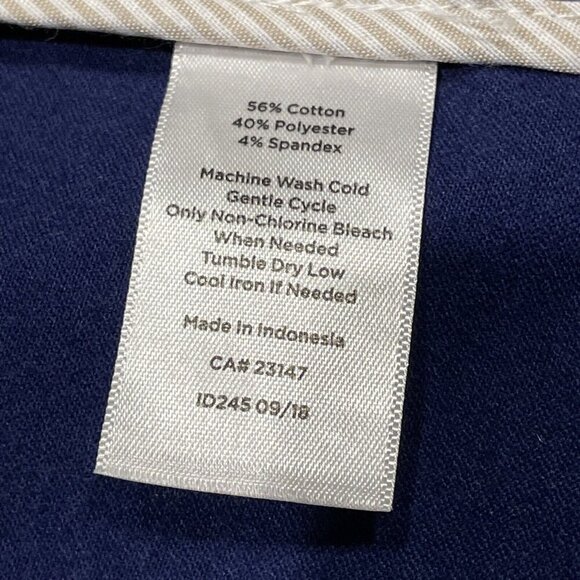 56% Cotton
40% Polyester
4% Spandex
Machine Wash Cold
Gentle Cycle
Only Non-Chlorine Bleach
When Needed
Tumble Dry Low
Cool Iron If Needed
Made In Indonesia
CA# 23147
ID245 09/18